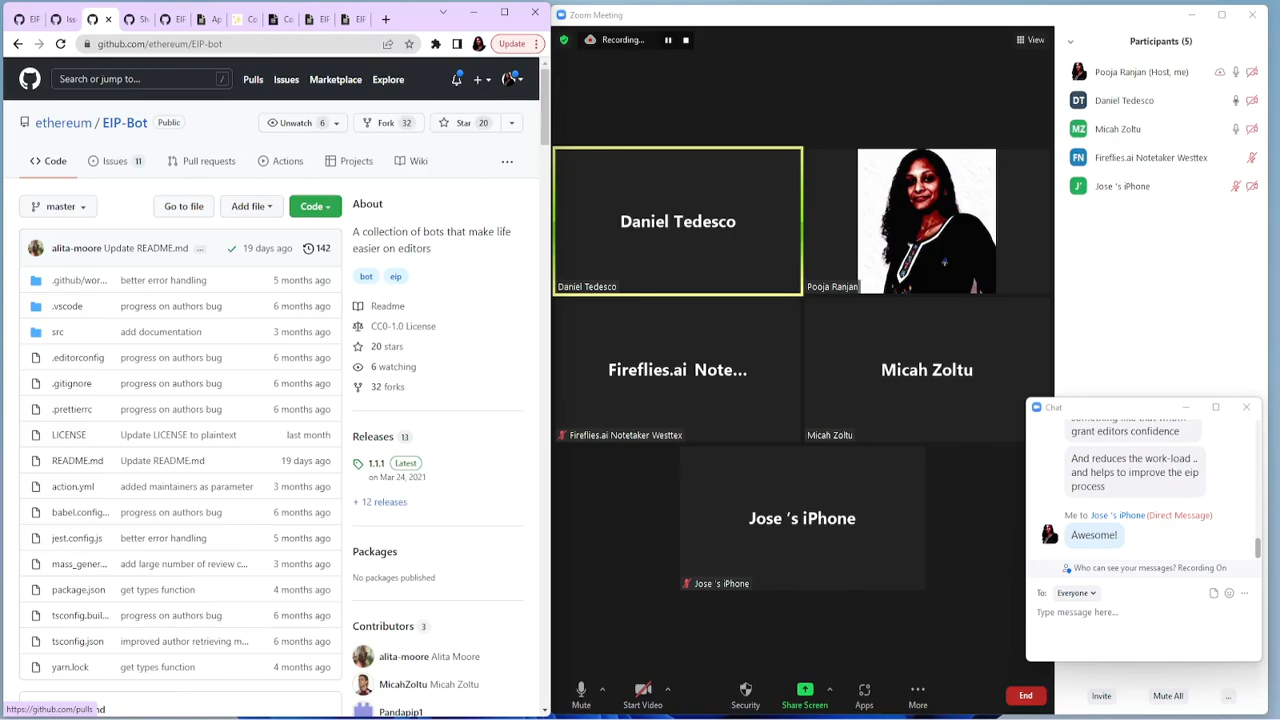 Iss
EIF
Ap
Co
EIF
EIF
github.com/ethereum/EIP-bot
Update
Search or jump to...
/
Pulls
Issues
Marketplace
Explore
ethereum / EIP-Bot
Public
Unwatch 6
Fork 32
Star 20
Code
Issues 11
Pull requests
Actions
Projects
Wiki
master
Go to file
Add file
Code
alita-moore Update README.md ...
19 days ago
142
.github/wor... better error handling 5 months ago
.vscode progress on authors bug 6 months ago
src add documentation 3 months ago
.editorconfig progress on authors bug 6 months ago
.gitignore progress on authors bug 6 months ago
.prettierrc progress on authors bug 6 months ago
LICENSE Update LICENSE to plaintext last month
README.md Update README.md 19 days ago
action.yml added maintainers as parameter 3 months ago
babel.config... progress on authors bug 6 months ago
jest.config.js better error handling 5 months ago
mass_gener... add large number of review c... 3 months ago
package.json get types function 4 months ago
tsconfig.buil... progress on authors bug 6 months ago
tsconfig.json improved author retrieving m... 6 months ago
yarn.lock get types function 4 months ago
https://github.com/pulls
About
A collection of bots that make life
easier on editors
bot eip
Readme
CC0-1.0 License
20 stars
6 watching
32 forks
Releases 13
1.1.1 Latest
on Mar 24, 2021
+ 12 releases
Packages
No packages published
Contributors 3
alita-moore Alita Moore
MicahZoltu Micah Zoltu
Pandapip1
Zoom Meeting
Recording...
View
Daniel Tedesco
Daniel Tedesco
Pooja Ranjan
Fireflies.ai Note...
Fireflies.ai Notetaker Westtex
Micah Zoltu
Micah Zoltu
Jose 's iPhone
Jose 's iPhone
Mute
Start Video
Security
Share Screen
Apps
More
End
Participants (5)
Pooja Ranjan (Host, me)
DT Daniel Tedesco
MZ Micah Zoltu
FN Fireflies.ai Notetaker Westtex
J' Jose 's iPhone
Chat
grant editors confidence
And reduces the work-load ..
and helps to improve the eip
process
Me to Jose 's iPhone (Direct Message)
Awesome!
Who can see your messages? Recording On
To: Everyone
Type message here...
Invite
Mute All
...